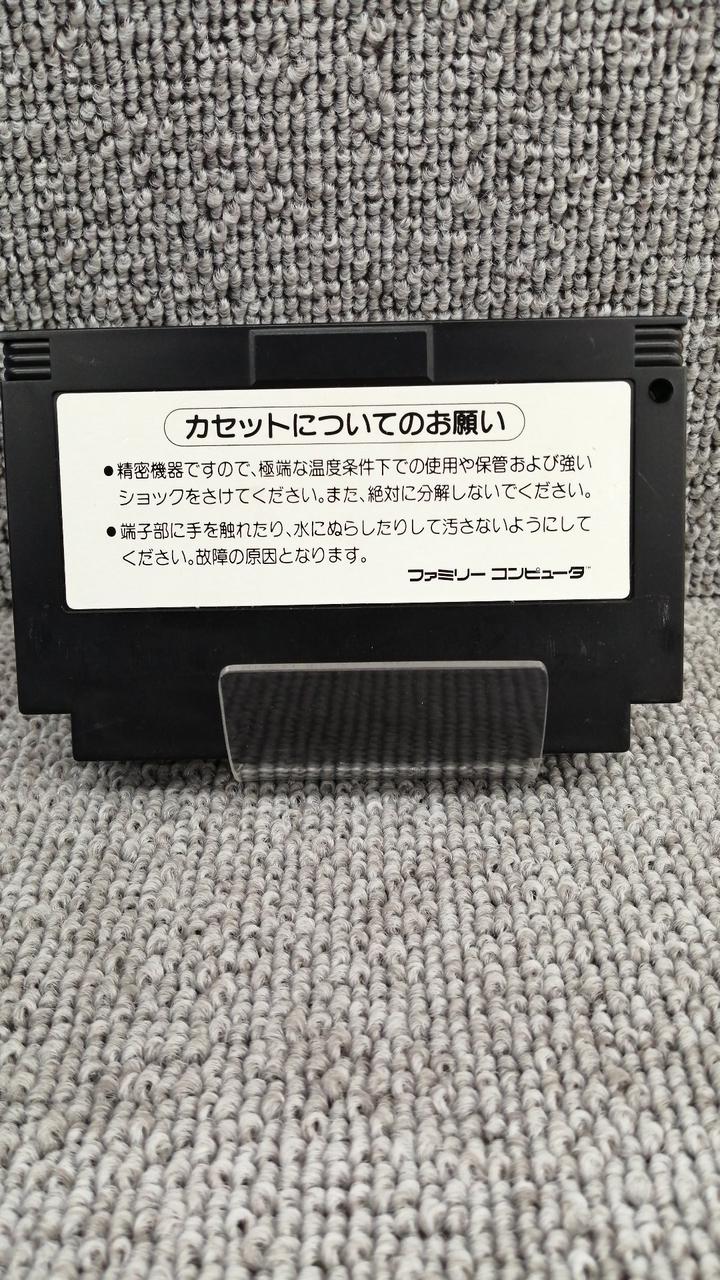 カセットについてのお願い
●精密機器ですので、極端な温度条件下での使用や保管および強い
ショックをさけてください。また、絶対に分解しないでください。
●端子部に手を触れたり、水にぬらしたりして汚さないようにして
ください。故障の原因となります。
ファミリー コンピュータ™